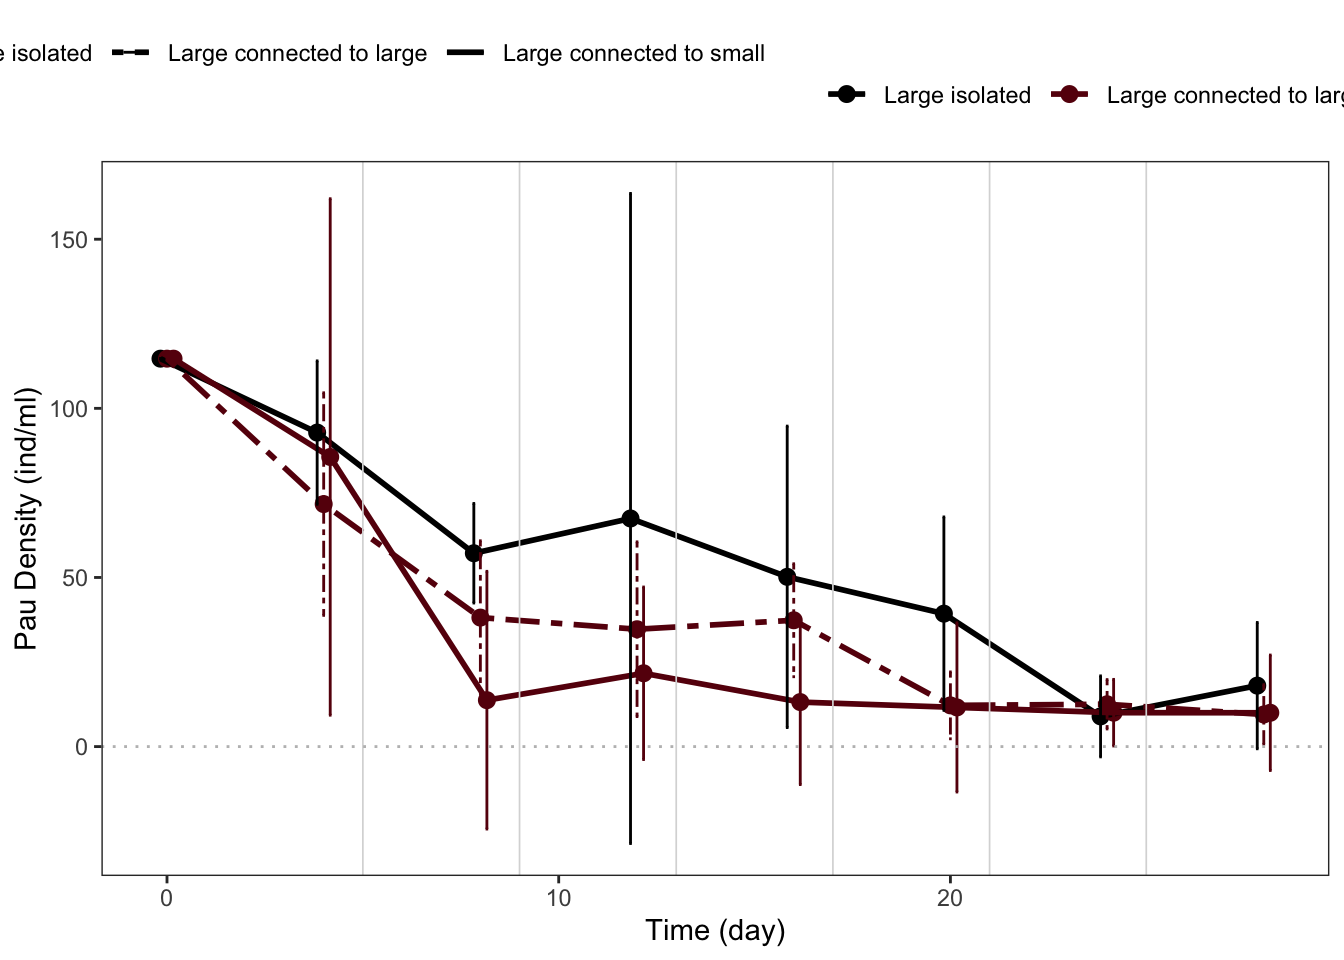 e isolated Large connected to large Large connected to small
Large isolated Large connected to larg
150
100
50
0
Pau Density (ind/ml)
0 10 20
Time (day)